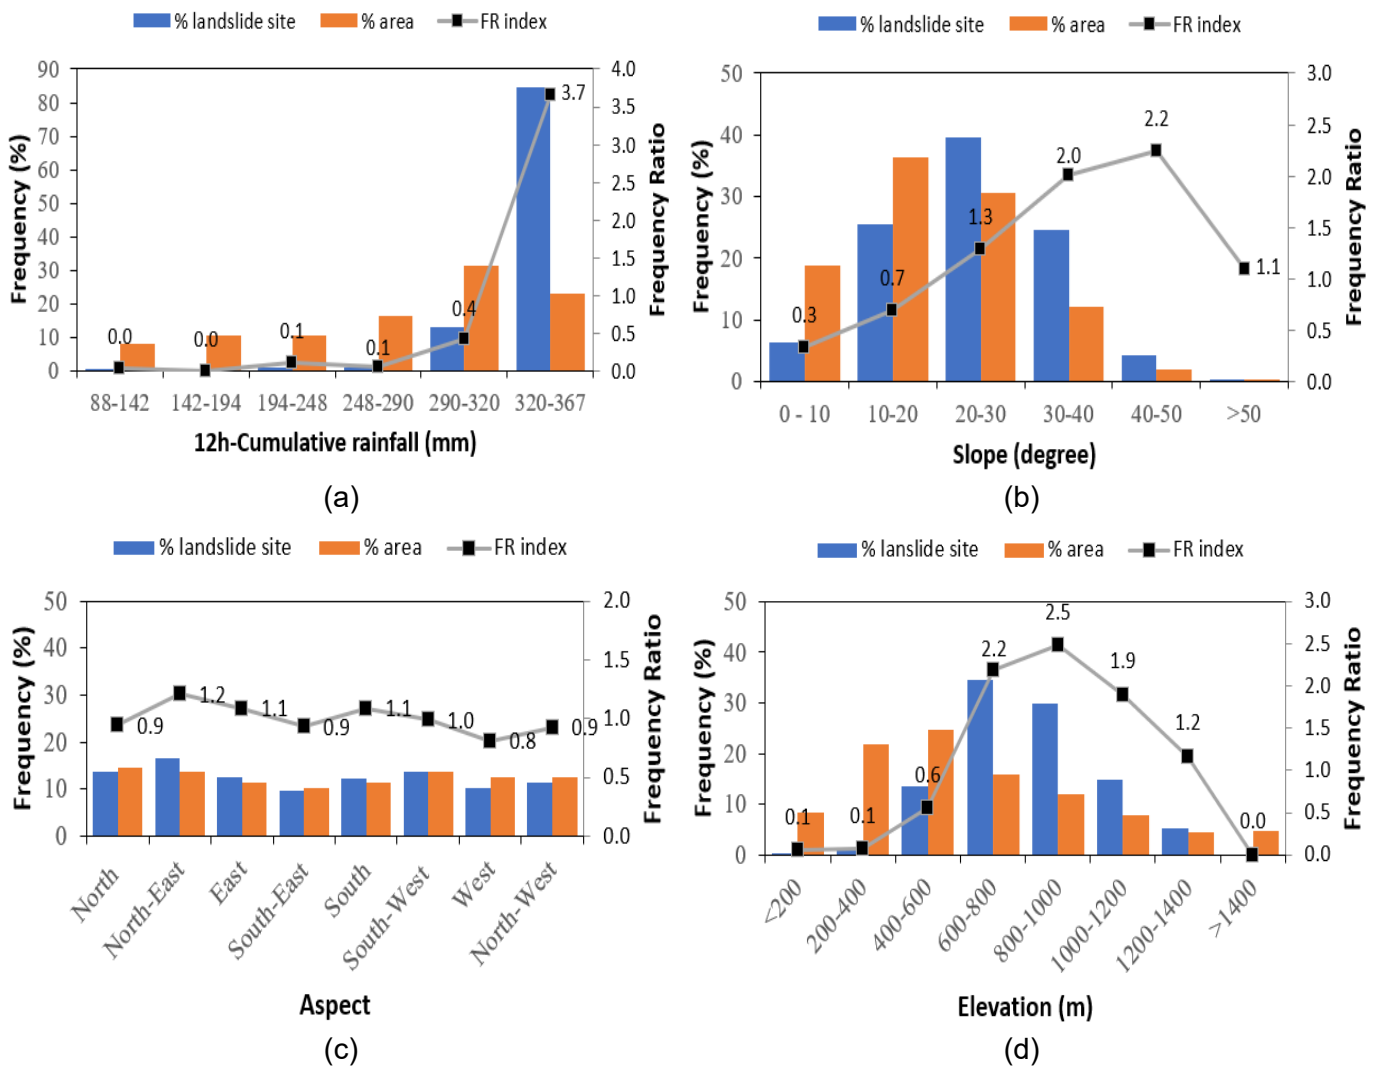 % landslide site % area FR index
90 80 70 60 50 40 30 20 10 0
Frequency (%)
4.0 3.5 3.0 2.5 2.0 1.5 1.0 0.5 0.0
Frequency Ratio
0.0 0.0 0.1 0.1 0.4 3.7
88-142 142-194 194-248 248-290 290-320 320-367
12h-Cumulative rainfall (mm)
(a)
% landslide site % area FR index
50 40 30 20 10 0
Frequency (%)
3.0 2.5 2.0 1.5 1.0 0.5 0.0
Frequency Ratio
0.3 0.7 1.3 2.0 2.2 1.1
0 - 10 10-20 20-30 30-40 40-50 >50
Slope (degree)
(b)
% landslide site % area FR index
50 40 30 20 10 0
Frequency (%)
2.0 1.5 1.0 0.5 0.0
Frequency Ratio
0.9 1.2 1.1 0.9 1.1 1.0 0.8 0.9
North North-East East South-East South South-West West North-West
Aspect
(c)
% lanslide site % area FR index
50 40 30 20 10 0
Frequency (%)
3.0 2.5 2.0 1.5 1.0 0.5 0.0
Frequency Ratio
0.1 0.1 0.6 2.2 2.5 1.9 1.2 0.0
<200 200-400 400-600 600-800 800-1000 1000-1200 1200-1400 >1400
Elevation (m)
(d)